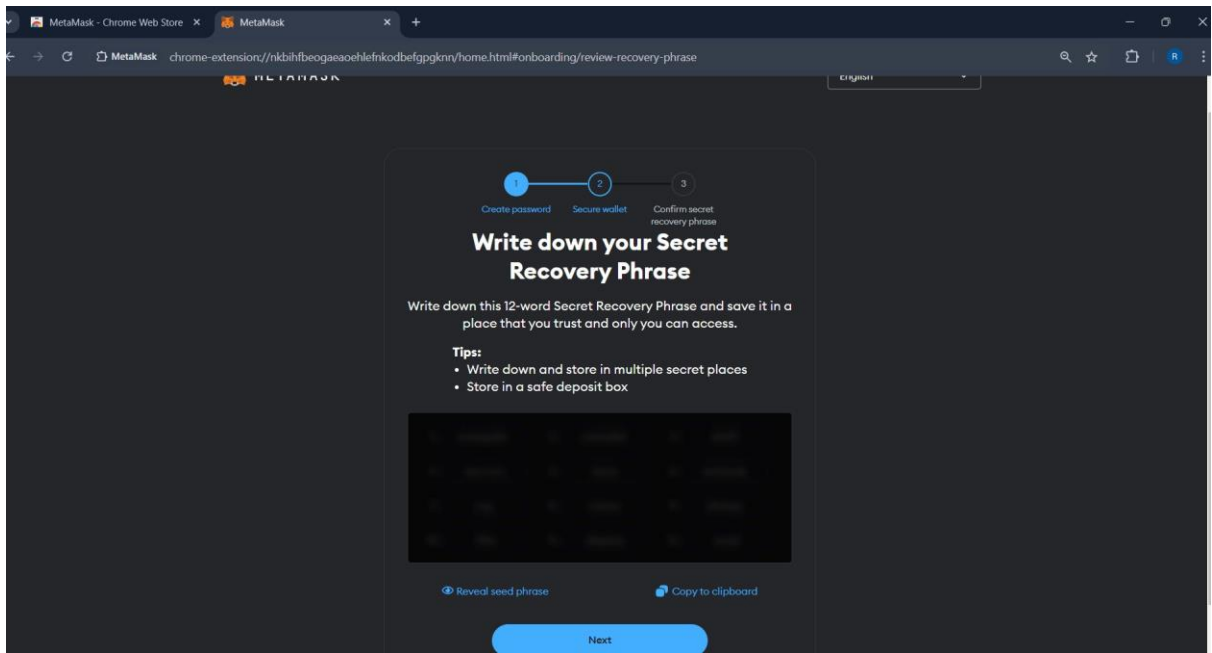 MetaMask - Chrome Web Store
MetaMask
MetaMask chrome-extension://nkbihfbeogaeaoehlefnkodbefgpgknn/home.html#onboarding/review-recovery-phrase
R
METAMASK
English
1
2
3
Create password
Secure wallet
Confirm secret
recovery phrase
Write down your Secret
Recovery Phrase
Write down this 12-word Secret Recovery Phrase and save it in a
place that you trust and only you can access.
Tips:
• Write down and store in multiple secret places
• Store in a safe deposit box
Reveal seed phrase
Copy to clipboard
Next